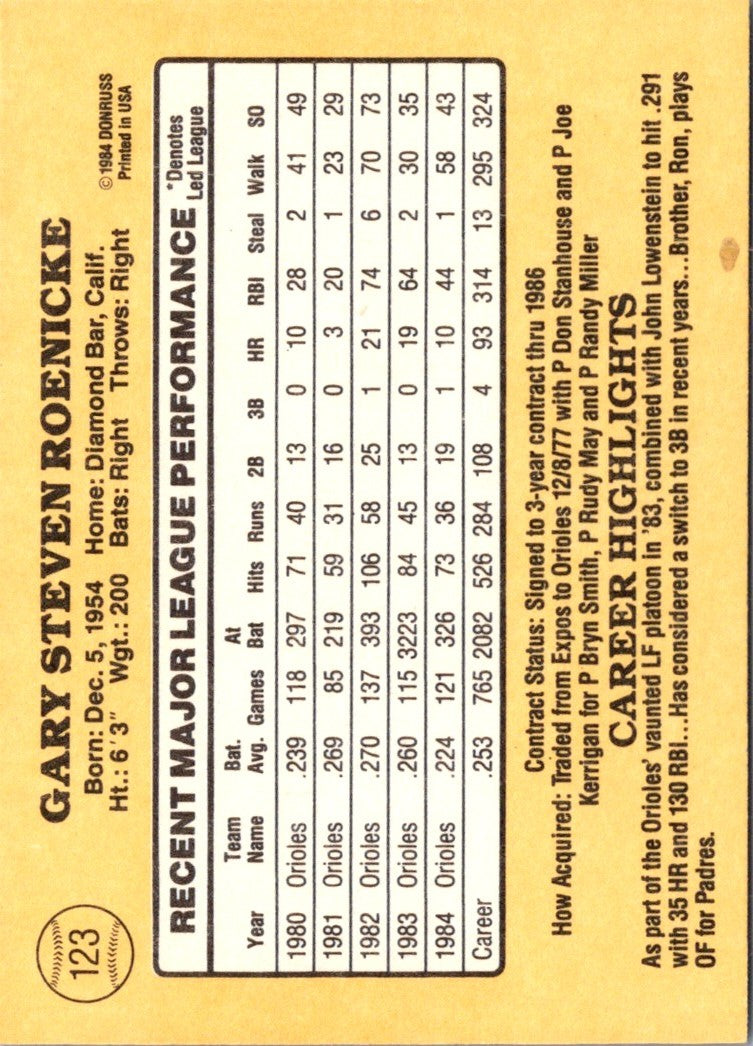 123
GARY STEVEN ROENICKE
Born: Dec. 5, 1954 Home: Diamond Bar, Calif.
Ht.: 6'3" Wgt.: 200 Bats: Right Throws: Right
©1984 DONRUSS
Printed in USA
RECENT MAJOR LEAGUE PERFORMANCE *Denotes Led League
Year Team Name Bat. Avg. Games At Bat Hits Runs 2B 3B HR RBI Steal Walk SO
1980 Orioles .239 118 297 71 40 13 0 10 28 2 41 49
1981 Orioles .269 85 219 59 31 16 0 3 20 1 23 29
1982 Orioles .270 137 393 106 58 25 1 21 74 6 70 73
1983 Orioles .260 115 3223 84 45 13 0 19 64 2 30 35
1984 Orioles .224 121 326 73 36 19 1 10 44 1 58 43
Career .253 765 2082 526 284 108 4 93 314 13 295 324
Contract Status: Signed to 3-year contract thru 1986
How Acquired: Traded from Expos to Orioles 12/8/77 with P Don Stanhouse and P Joe
Kerrigan for P Bryn Smith, P Rudy May and P Randy Miller
CAREER HIGHLIGHTS
As part of the Orioles' vaunted LF platoon in '83, combined with John Lowenstein to hit .291
with 35 HR and 130 RBI...Has considered a switch to 3B in recent years...Brother, Ron, plays
OF for Padres.